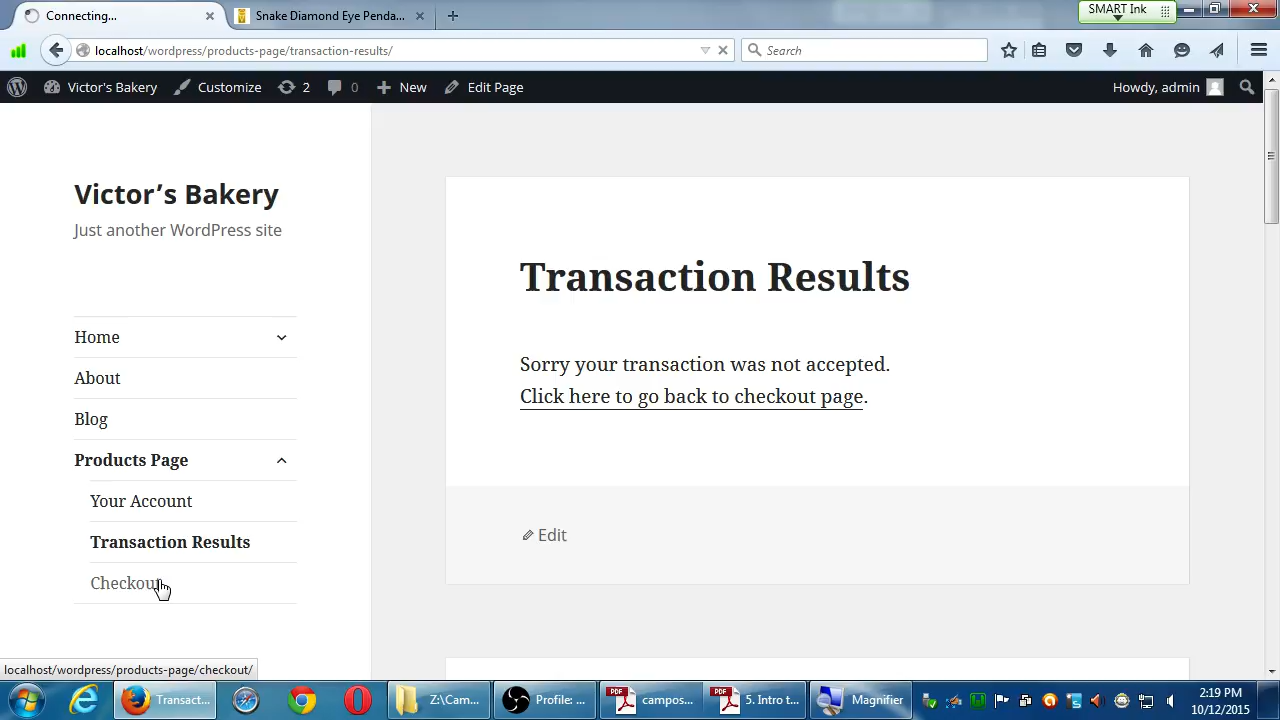 Connecting...
Snake Diamond Eye Penda...
SMART Ink
localhost/wordpress/products-page/transaction-results/
Search
Victor's Bakery
Customize
2
0
New
Edit Page
Howdy, admin
Victor's Bakery
Just another WordPress site
Home
About
Blog
Products Page
Your Account
Transaction Results
Checkout
Transaction Results
Sorry your transaction was not accepted.
Click here to go back to checkout page.
Edit
localhost/wordpress/products-page/checkout/
Transact...
Z:\Cam...
Profile: ...
PDF
campos...
PDF
5. Intro t...
Magnifier
2:19 PM
10/12/2015